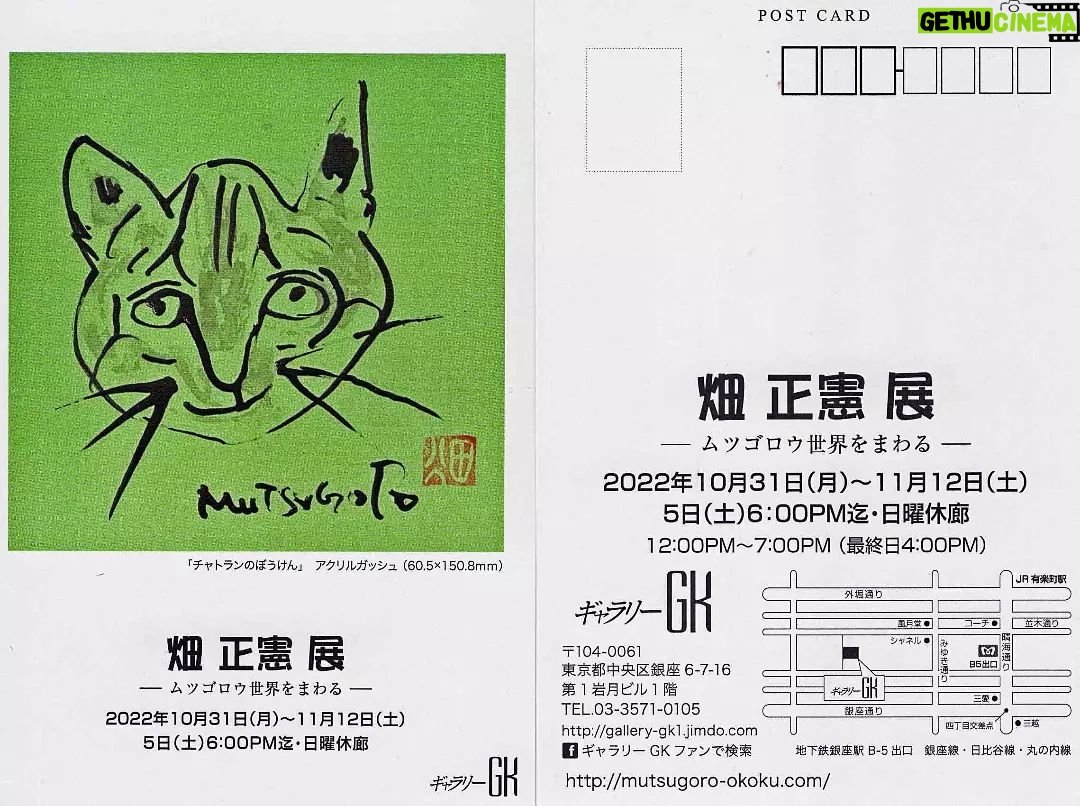 MuTSuGoRo
畑
「チャトランのぼうけん」 アクリルガッシュ (60.5×150.8mm)
畑 正憲 展
— ムツゴロウ世界をまわる —
2022年10月31日(月)〜11月12日(土)
5日(土)6:00PM迄・日曜休廊
ギャラリーGK
POST CARD
GETHUCINEMA
畑 正憲 展
— ムツゴロウ世界をまわる —
2022年10月31日(月)〜11月12日(土)
5日(土)6:00PM迄・日曜休廊
12:00PM〜7:00PM (最終日4:00PM)
ギャラリーGK
〒104-0061
東京都中央区銀座 6-7-16
第1岩月ビル1階
TEL.03-3571-0105
http://gallery-gk1.jimdo.com
f ギャラリー GK ファンで検索
http://mutsugoro-okoku.com/
JR有楽町駅
外堀通り
風月堂
コーチ
並木通り
シャネル
みゆき通り
晴海通り
M
B5出口
ギャラリーGK
三愛
銀座通り
四丁目交差点
三越
地下鉄銀座駅 B-5 出口 銀座線・日比谷線・丸の内線